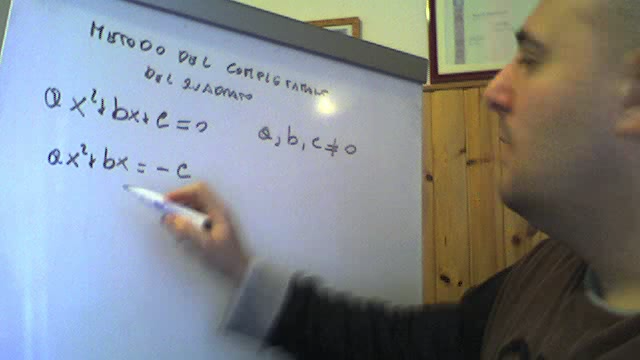 METODO DEL COMPLETAMENTO
DEL QUADRATO
ax²+bx+c=0
a,b,c≠0
ax²+bx=-c